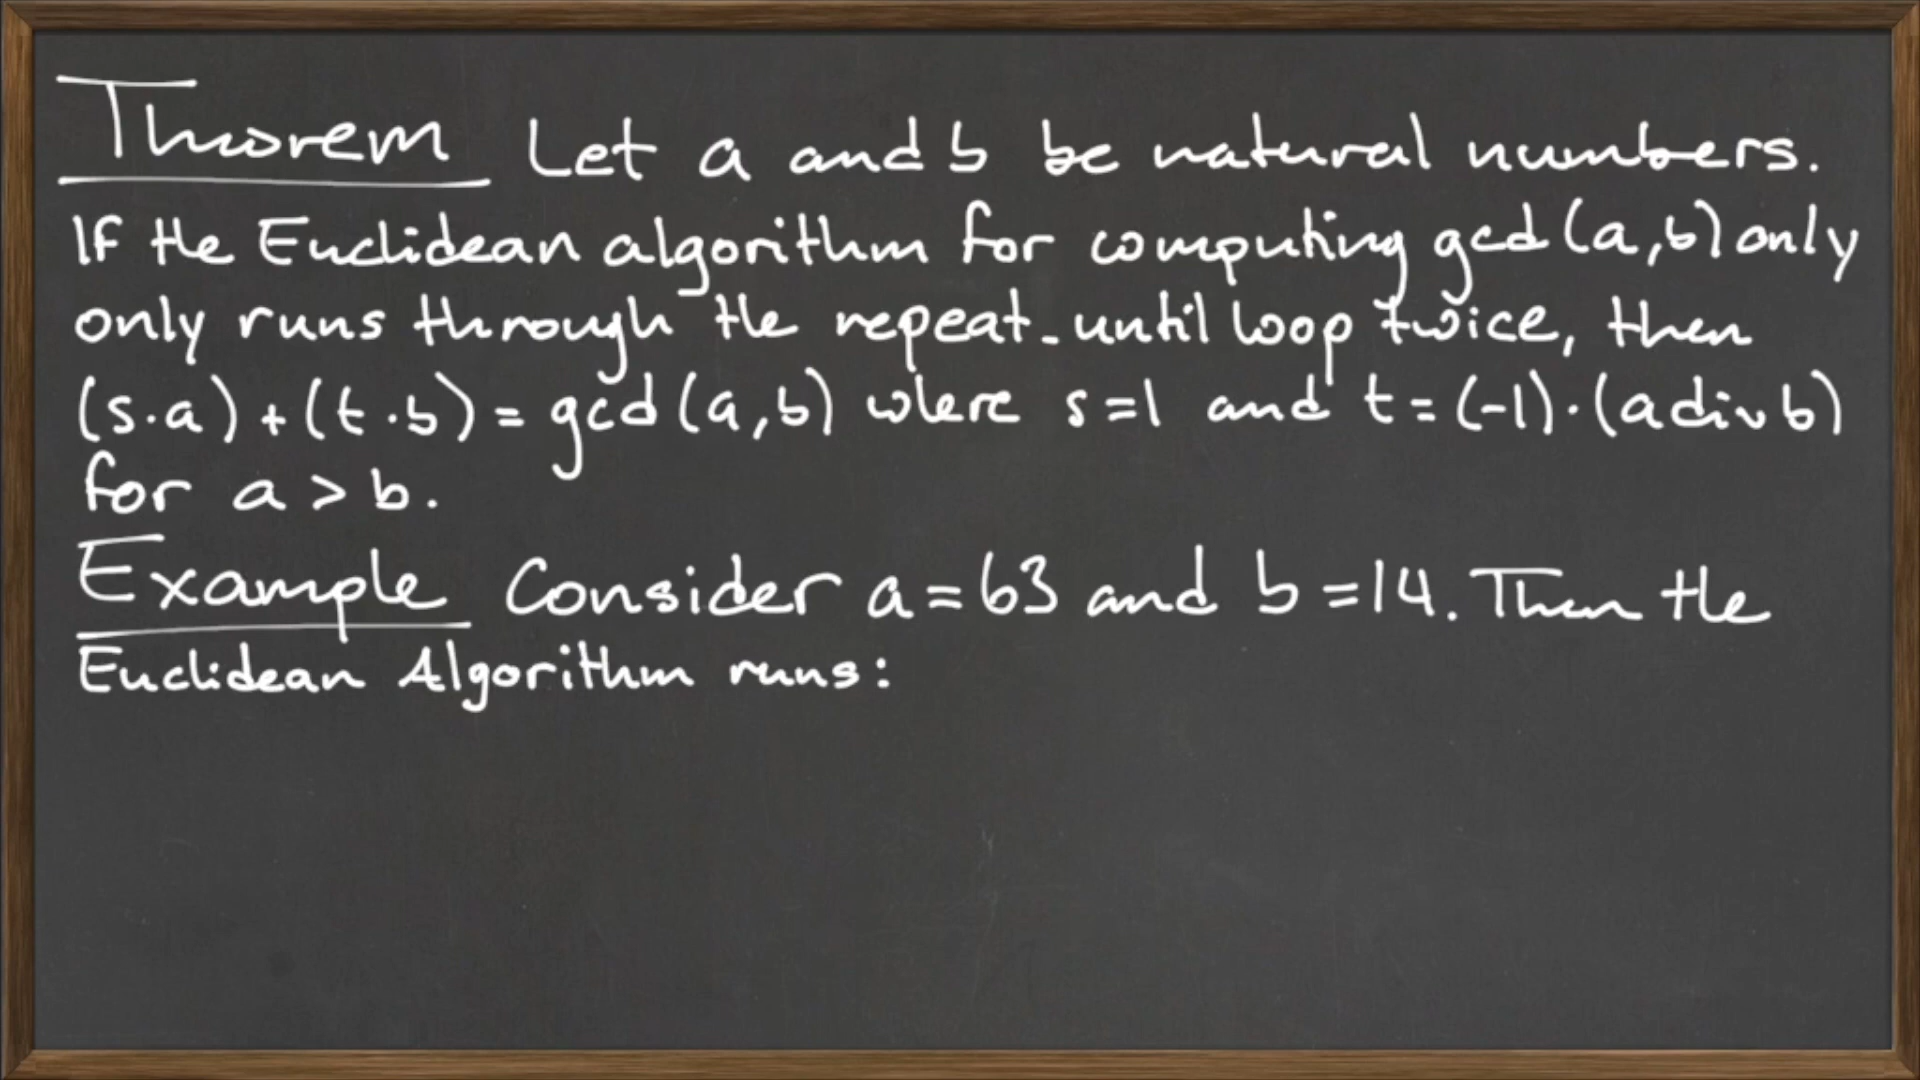 Theorem Let a and b be natural numbers.
If the Euclidean algorithm for computing gcd(a,b) only
only runs through the repeat-until loop twice, then
(s·a)+(t·b)=gcd(a,b) where s=1 and t=(-1)·(a div b)
for a > b.
Example Consider a=63 and b=14. Then the
Euclidean Algorithm runs: